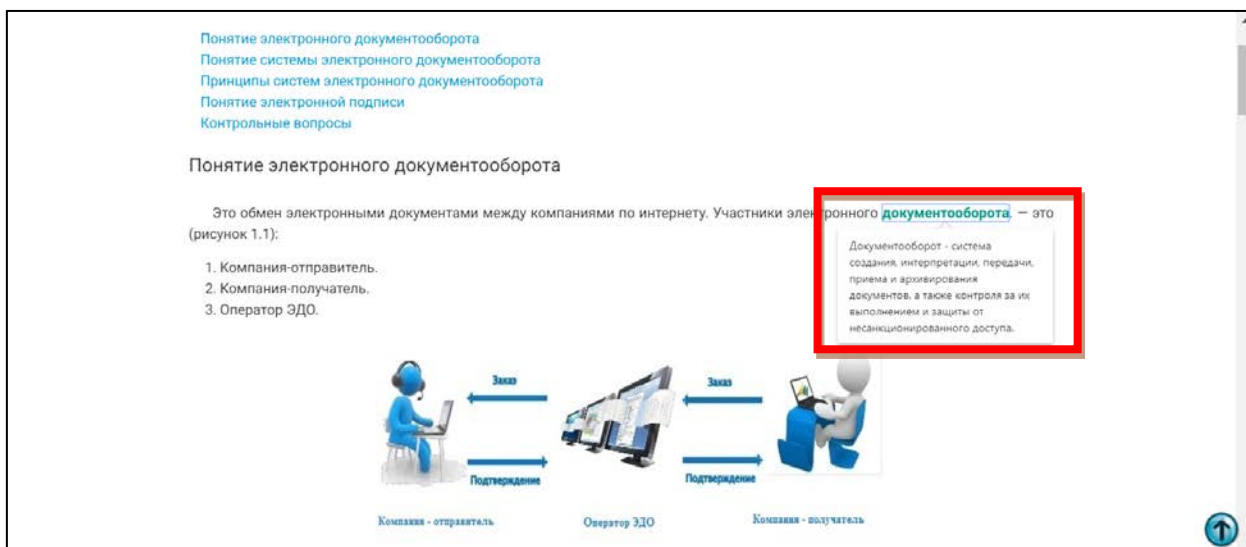 Понятие электронного документооборота
Понятие системы электронного документооборота
Принципы систем электронного документооборота
Понятие электронной подписи
Контрольные вопросы
Понятие электронного документооборота
Это обмен электронными документами между компаниями по интернету. Участники электронного документооборота, — это
(рисунок 1.1):
1. Компания-отправитель.
2. Компания-получатель.
3. Оператор ЭДО.
Документооборот - система
создания, интерпретации, передачи,
приема и архивирования
документов, а также контроля за их
выполнением и защиты от
несанкционированного доступа.
Заказ
Заказ
Подтверждение
Подтверждение
Компания - отправитель
Оператор ЭДО
Компания - получатель